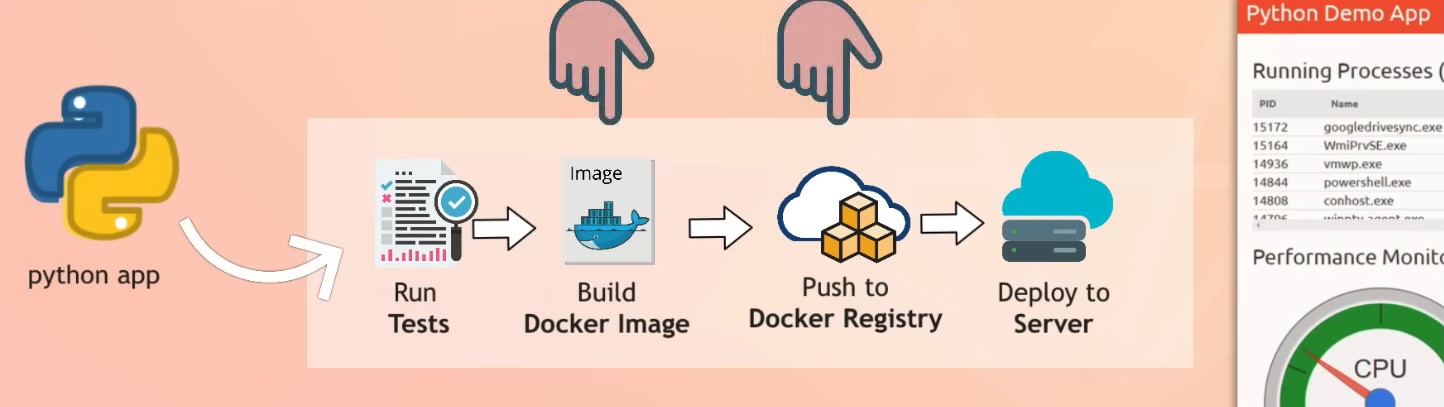 python app
Run
Tests
Image
Build
Docker Image
Push to
Docker Registry
Deploy to
Server
Python Demo App
Running Processes (
PID Name
15172 googledrivesync.exe
15164 WmiPrvSE.exe
14936 vmwp.exe
14844 powershell.exe
14808 conhost.exe
Performance Monito
CPU